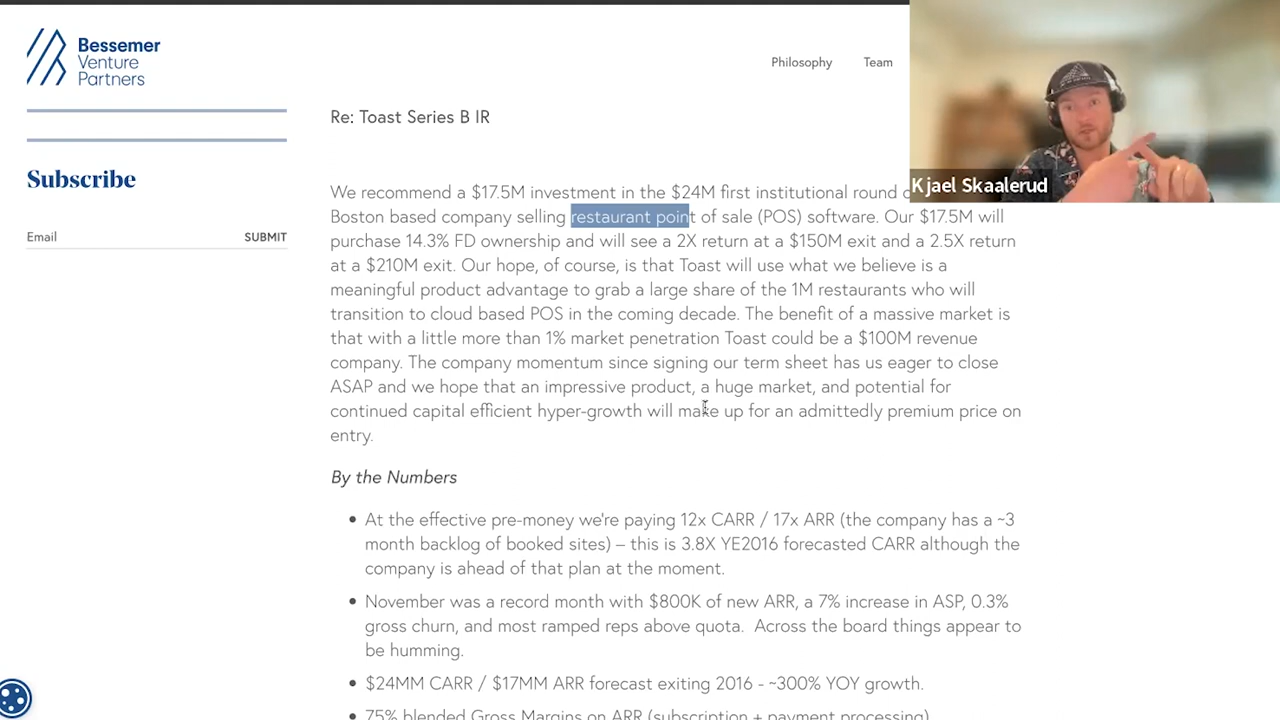 Bessemer
Venture
Partners
Philosophy
Team
Kjael Skaalerud
Subscribe
Email
SUBMIT
Re: Toast Series B IR
We recommend a $17.5M investment in the $24M first institutional round
Boston based company selling restaurant point of sale (POS) software. Our $17.5M will
purchase 14.3% FD ownership and will see a 2X return at a $150M exit and a 2.5X return
at a $210M exit. Our hope, of course, is that Toast will use what we believe is a
meaningful product advantage to grab a large share of the 1M restaurants who will
transition to cloud based POS in the coming decade. The benefit of a massive market is
that with a little more than 1% market penetration Toast could be a $100M revenue
company. The company momentum since signing our term sheet has us eager to close
ASAP and we hope that an impressive product, a huge market, and potential for
continued capital efficient hyper-growth will make up for an admittedly premium price on
entry.
By the Numbers
• At the effective pre-money we're paying 12x CARR / 17x ARR (the company has a ~3
month backlog of booked sites) – this is 3.8X YE2016 forecasted CARR although the
company is ahead of that plan at the moment.
• November was a record month with $800K of new ARR, a 7% increase in ASP, 0.3%
gross churn, and most ramped reps above quota. Across the board things appear to
be humming.
• $24MM CARR / $17MM ARR forecast exiting 2016 - ~300% YOY growth.
• 75% blended Gross Margins on ARR (subscription + payment processing)